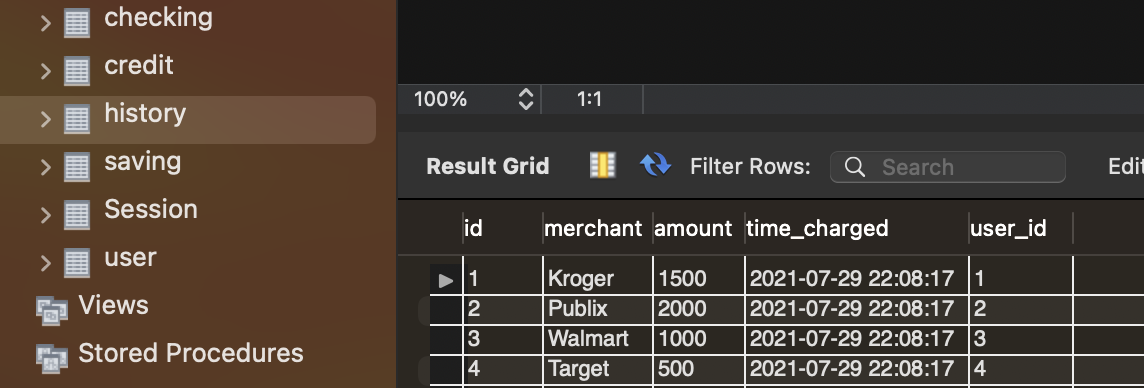 checking
credit
history
saving
Session
user
Views
Stored Procedures
100% 1:1
Result Grid Filter Rows: Search
id merchant amount time_charged user_id
1 Kroger 1500 2021-07-29 22:08:17 1
2 Publix 2000 2021-07-29 22:08:17 2
3 Walmart 1000 2021-07-29 22:08:17 3
4 Target 500 2021-07-29 22:08:17 4